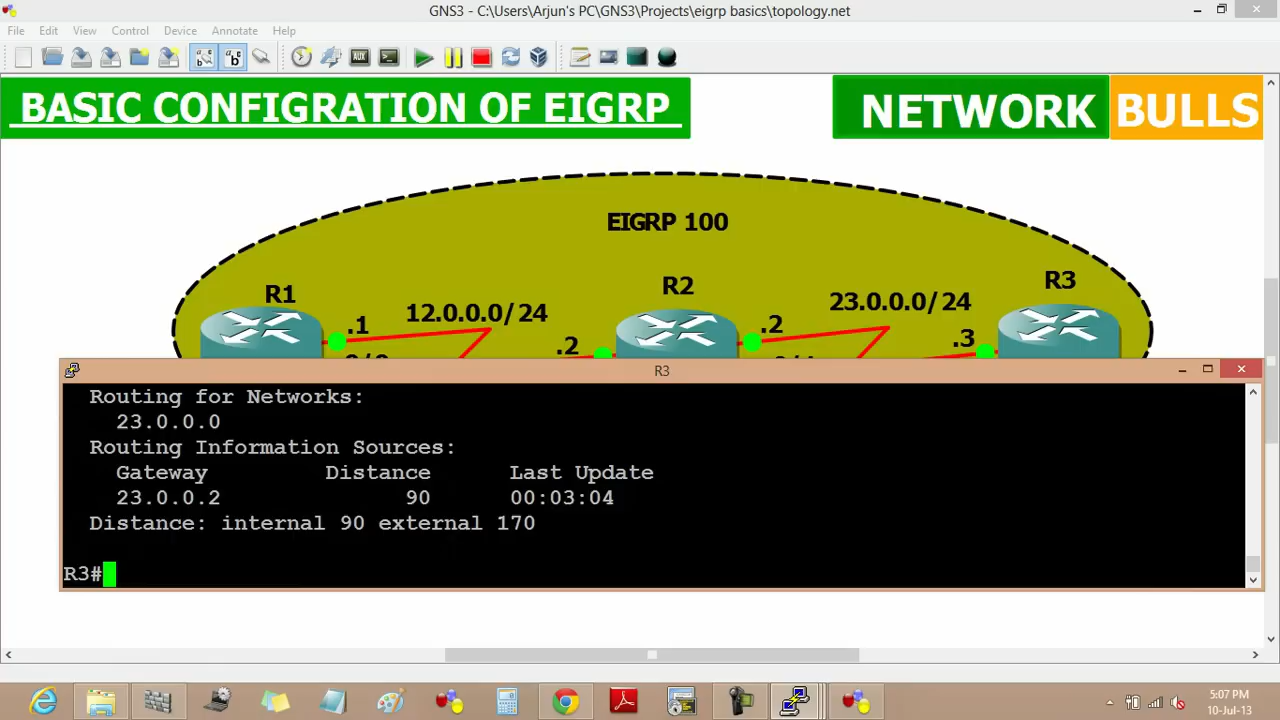 GNS3 - C:\Users\Arjun's PC\GNS3\Projects\eigrp basics\topology.net
File Edit View Control Device Annotate Help
BASIC CONFIGRATION OF EIGRP
NETWORK BULLS
EIGRP 100
R1
R2
R3
12.0.0.0/24
23.0.0.0/24
.1
.2
.2
.3
R3
Routing for Networks:
23.0.0.0
Routing Information Sources:
Gateway Distance Last Update
23.0.0.2 90 00:03:04
Distance: internal 90 external 170
R3#
5:07 PM
10-Jul-13